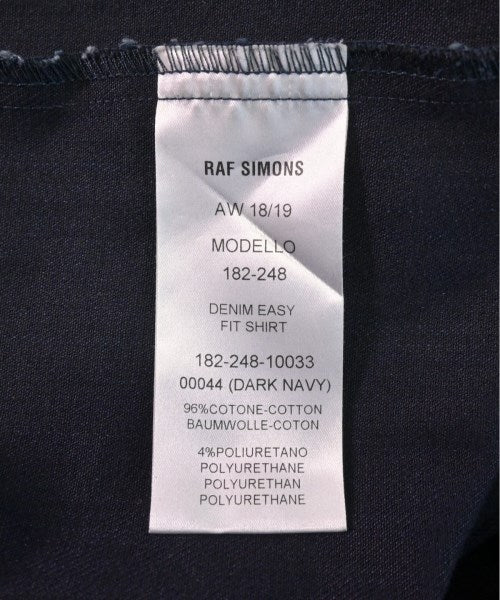 RAF SIMONS
AW 18/19
MODELLO
182-248
DENIM EASY
FIT SHIRT
182-248-10033
00044 (DARK NAVY)
96%COTONE-COTTON
BAUMWOLLE-COTON
4%POLIURETANO
POLYURETHANE
POLYURETHAN
POLYURETHANE